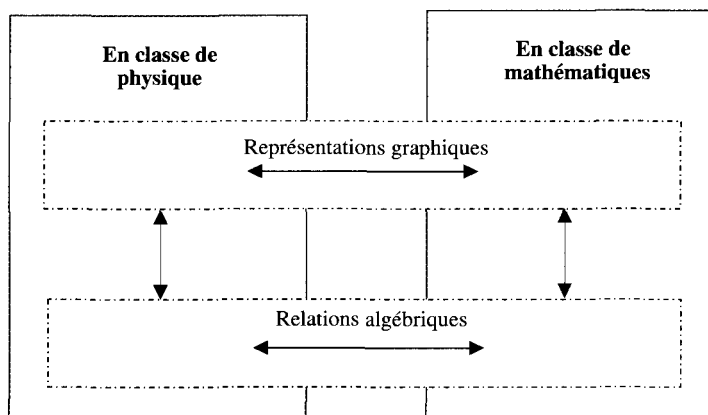 En classe de
physique
En classe de
mathématiques
Représentations graphiques
Relations algébriques